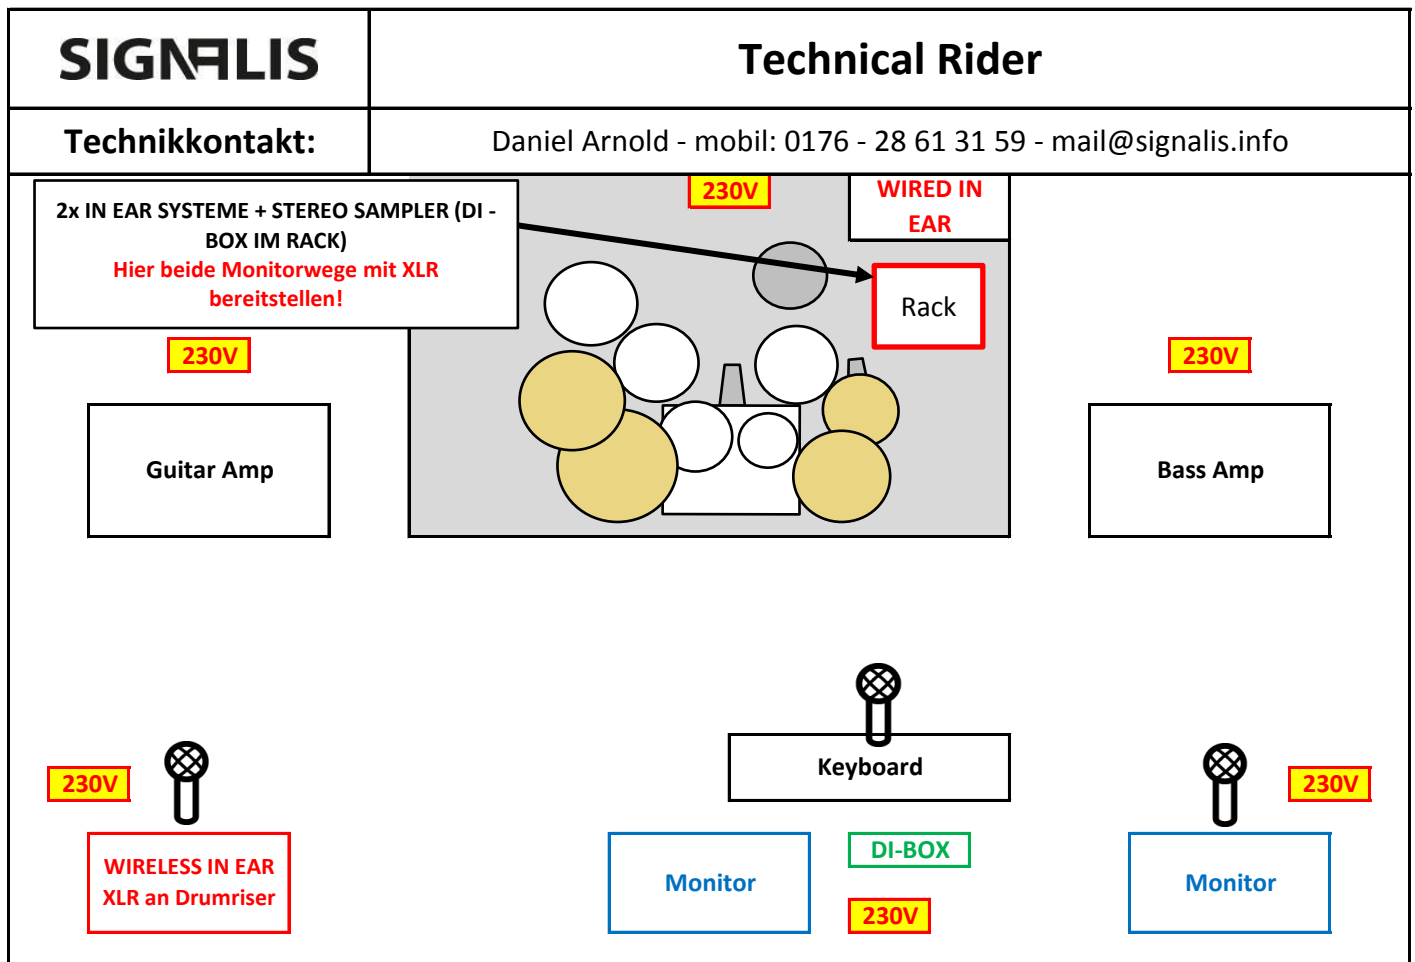 SIGNALIS
Technical Rider
Technikkontakt:
Daniel Arnold - mobil: 0176 - 28 61 31 59 - mail@signalis.info
2x IN EAR SYSTEME + STEREO SAMPLER (DI -
BOX IM RACK)
Hier beide Monitorwege mit XLR
bereitstellen!
230V
WIRED IN
EAR
Rack
230V
230V
Guitar Amp
Bass Amp
Keyboard
230V
230V
WIRELESS IN EAR
XLR an Drumriser
Monitor
DI-BOX
230V
Monitor